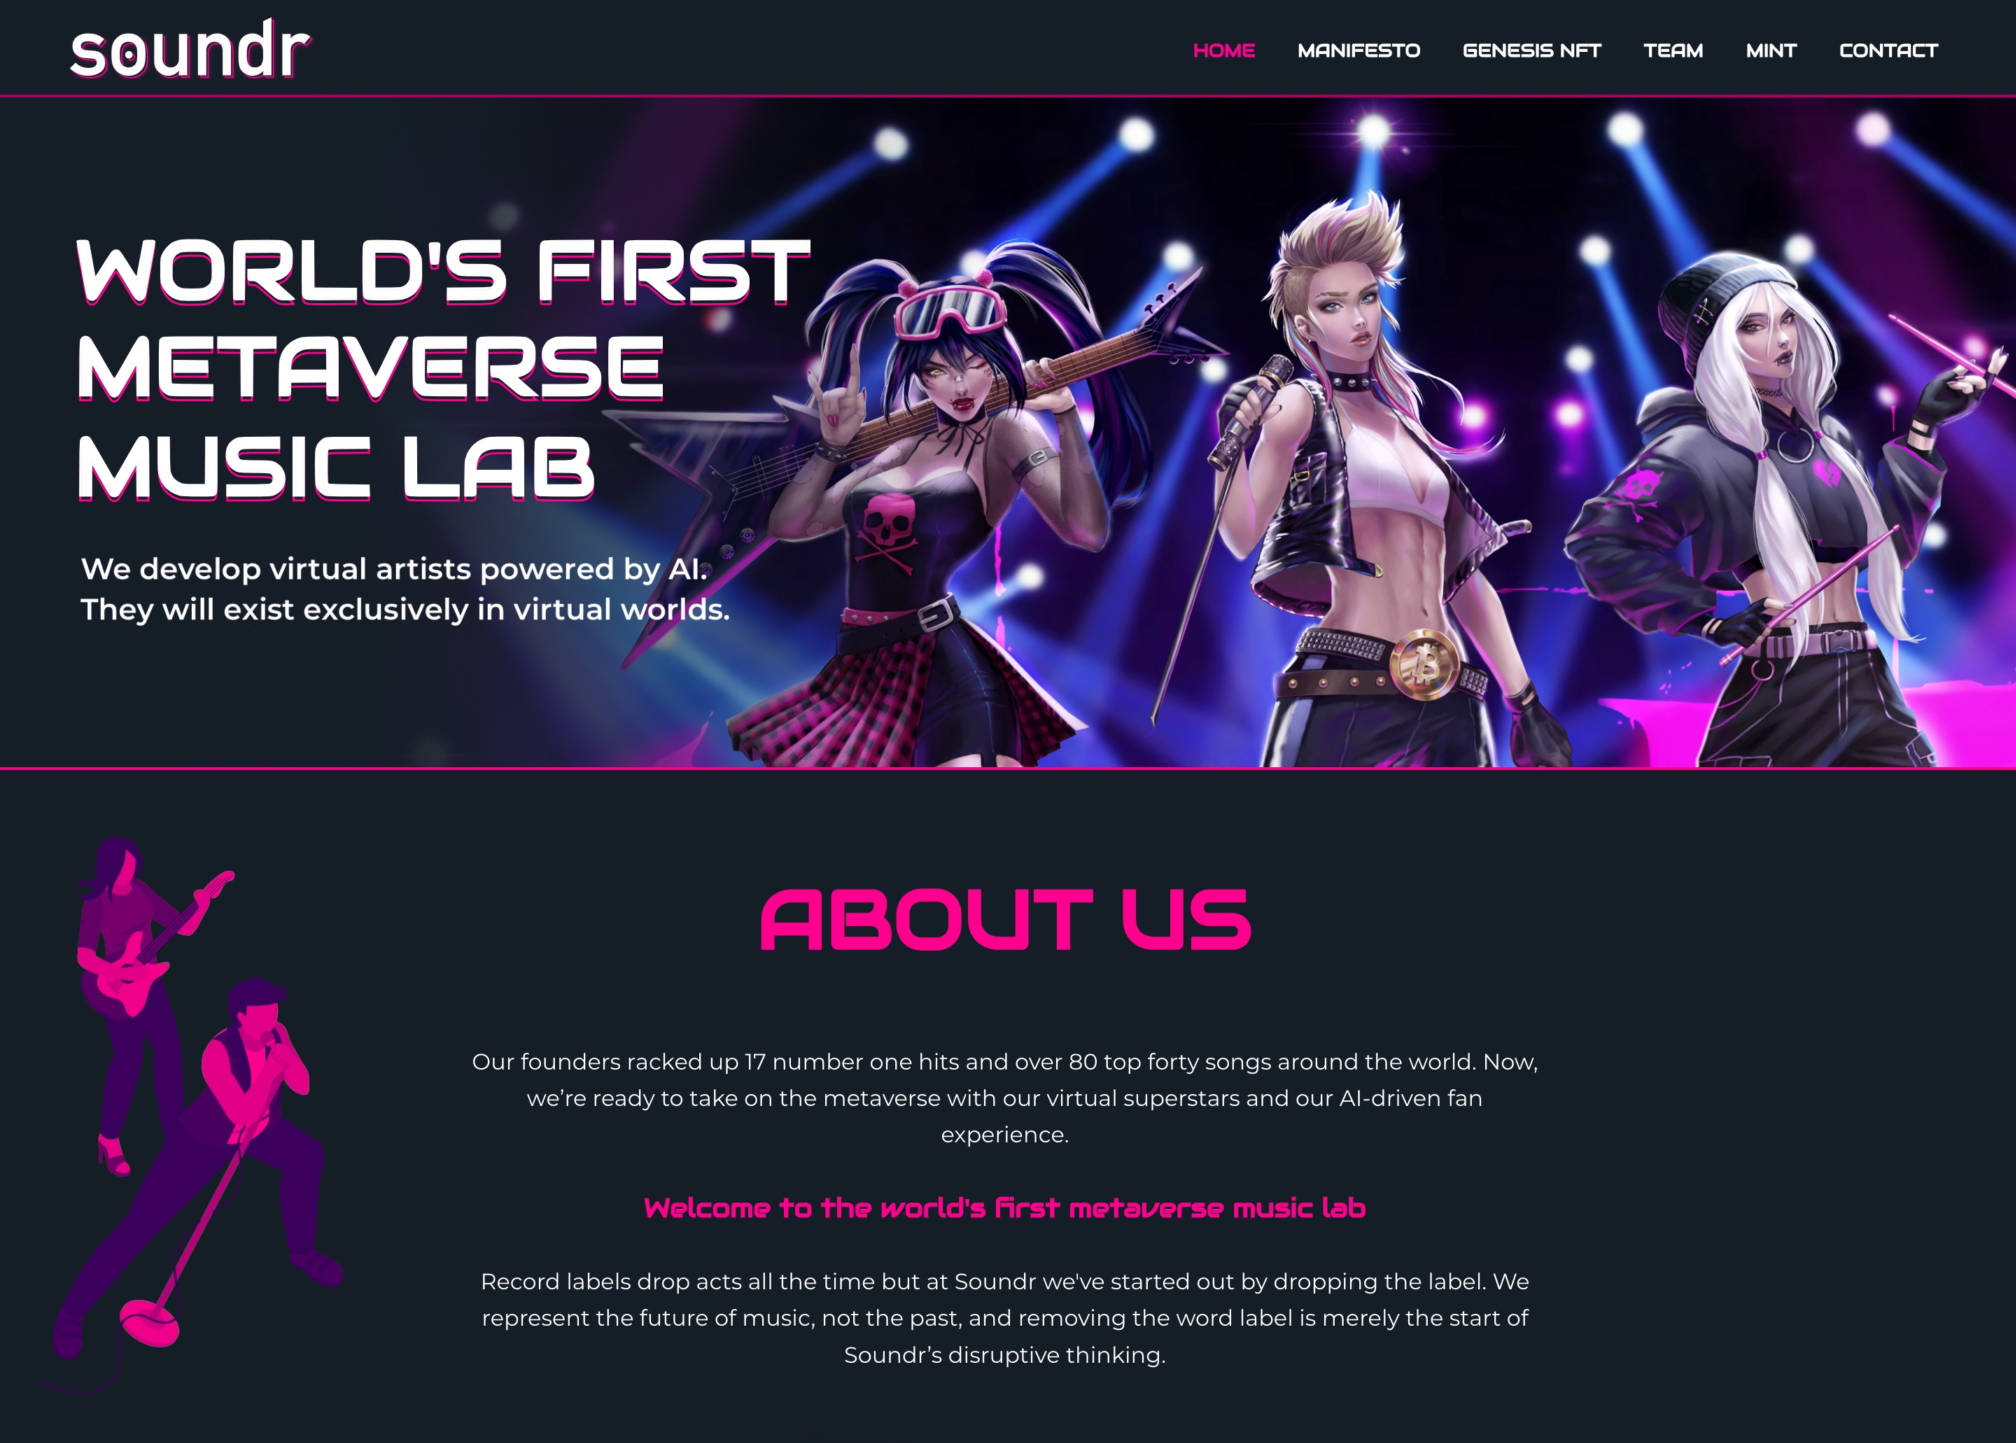 soundr
HOME MANIFESTO GENESIS NFT TEAM MINT CONTACT
WORLD'S FIRST
METAVERSE
MUSIC LAB
We develop virtual artists powered by AI.
They will exist exclusively in virtual worlds.
ABOUT US
Our founders racked up 17 number one hits and over 80 top forty songs around the world. Now,
we’re ready to take on the metaverse with our virtual superstars and our AI-driven fan
experience.
Welcome to the world's first metaverse music lab
Record labels drop acts all the time but at Soundr we've started out by dropping the label. We
represent the future of music, not the past, and removing the word label is merely the start of
Soundr’s disruptive thinking.